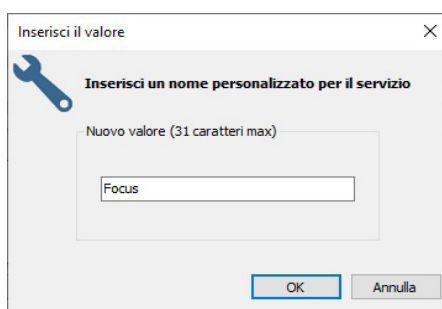 Inserisci il valore
Inserisci un nome personalizzato per il servizio
Nuovo valore (31 caratteri max)
Focus
OK Annulla